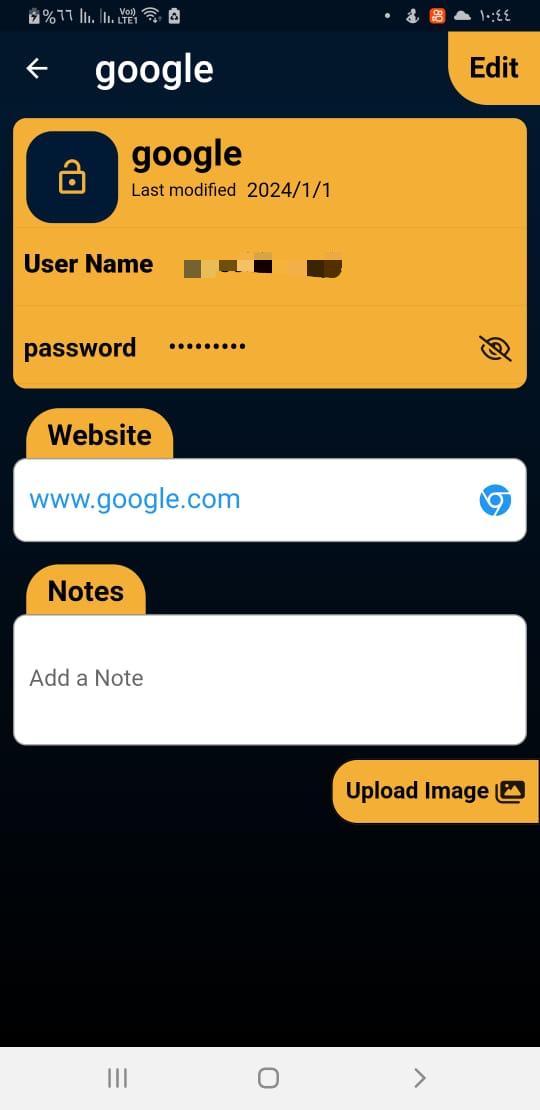 %٦٦ Vo) LTE1 ١٠:٤٤
google Edit
google
Last modified 2024/1/1
User Name
password •••••••••
Website
www.google.com
Notes
Add a Note
Upload Image